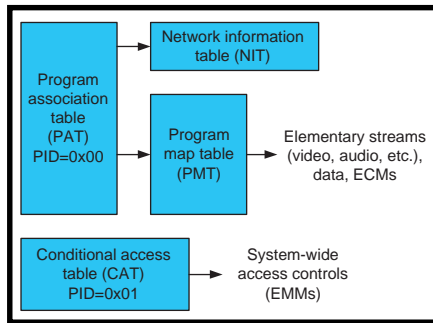 Network information
table (NIT)
Program
association
table
(PAT)
PID=0x00
Program
map table
(PMT)
Elementary streams
(video, audio, etc.),
data, ECMs
Conditional access
table (CAT)
PID=0x01
System-wide
access controls
(EMMs)